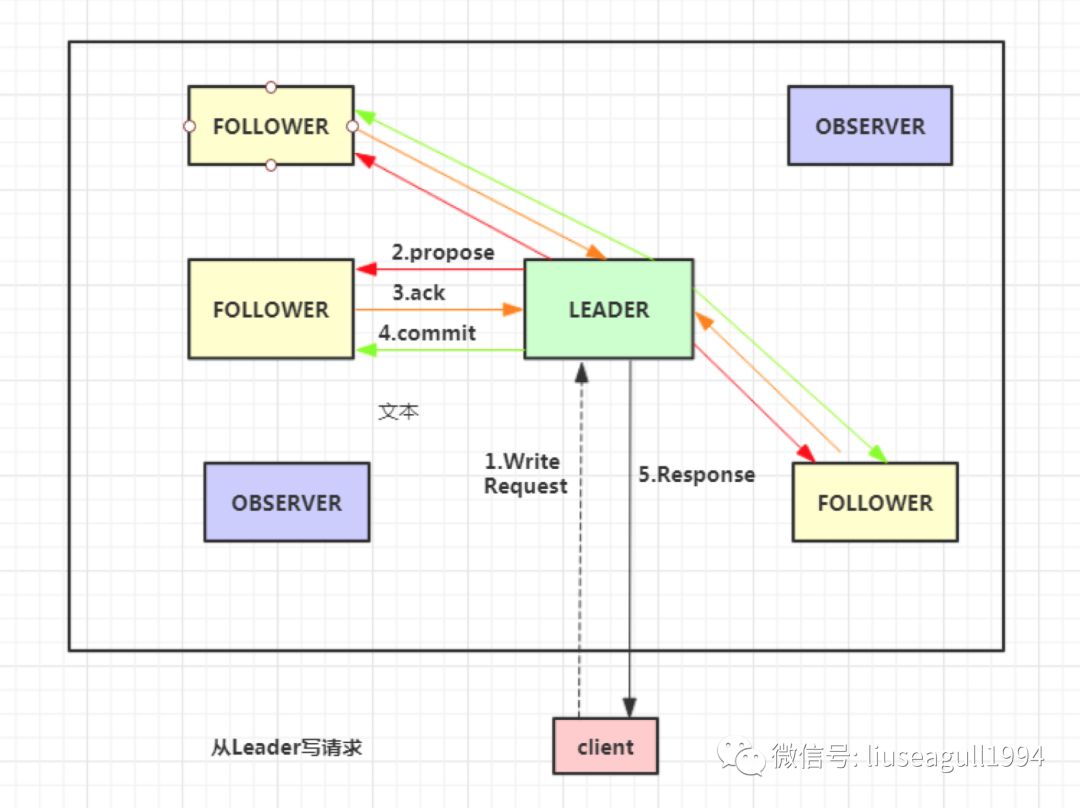 FOLLOWER
OBSERVER
2.propose
FOLLOWER
3.ack
LEADER
4.commit
文本
1.Write
Request
5.Response
OBSERVER
FOLLOWER
从Leader写请求
client
微信号: liuseagull1994